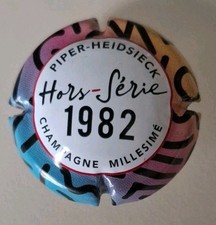 PIPER-HEIDSIECK
Hors-Série
1982
CHAMPAGNE MILLESIMÉ